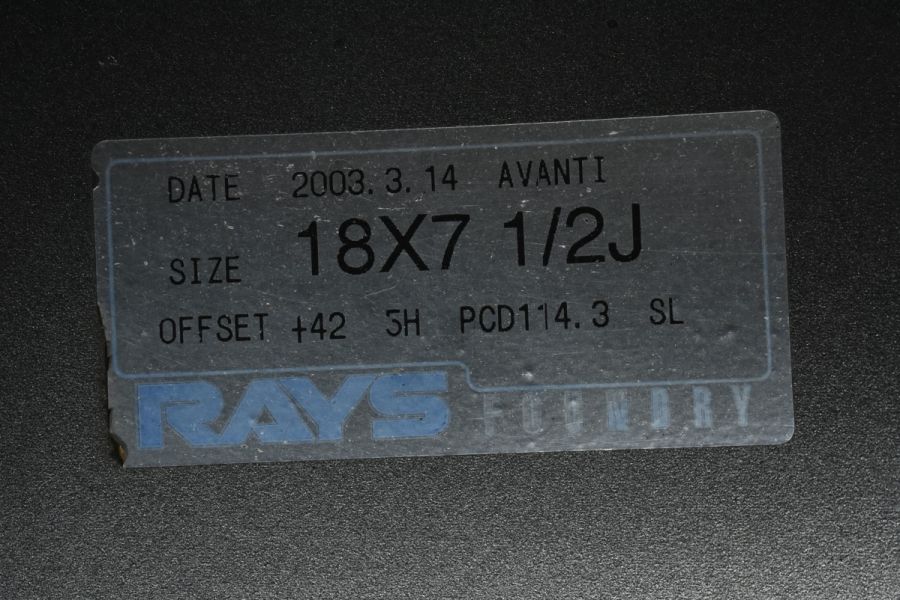 DATE 2003. 3. 14 AVANTI
SIZE 18X7 1/2J
OFFSET +42 5H PCD114.3 SL
RAYS FOUNDRY